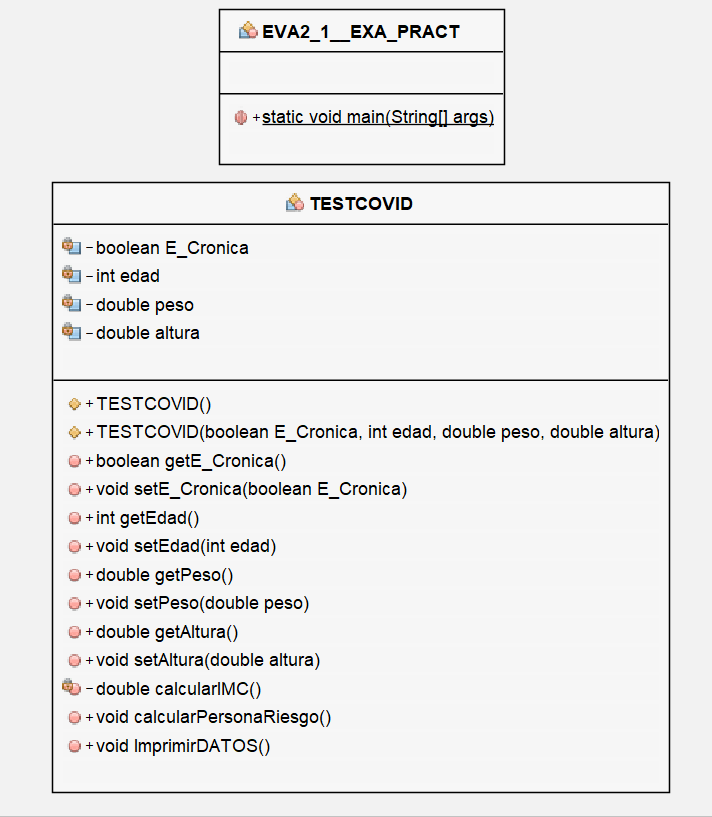 EVA2_1__EXA_PRACT
+static void main(String[] args)
TESTCOVID
-boolean E_Cronica
-int edad
-double peso
-double altura
+TESTCOVID()
+TESTCOVID(boolean E_Cronica, int edad, double peso, double altura)
+boolean getE_Cronica()
+void setE_Cronica(boolean E_Cronica)
+int getEdad()
+void setEdad(int edad)
+double getPeso()
+void setPeso(double peso)
+double getAltura()
+void setAltura(double altura)
-double calcularIMC()
+void calcularPersonaRiesgo()
+void ImprimirDATOS()